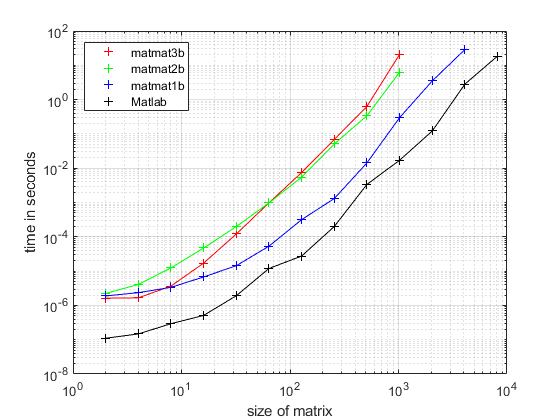 10^2
10^0
10^-2
10^-4
10^-6
10^-8
time in seconds
matmat3b
matmat2b
matmat1b
Matlab
10^0
10^1
10^2
10^3
10^4
size of matrix